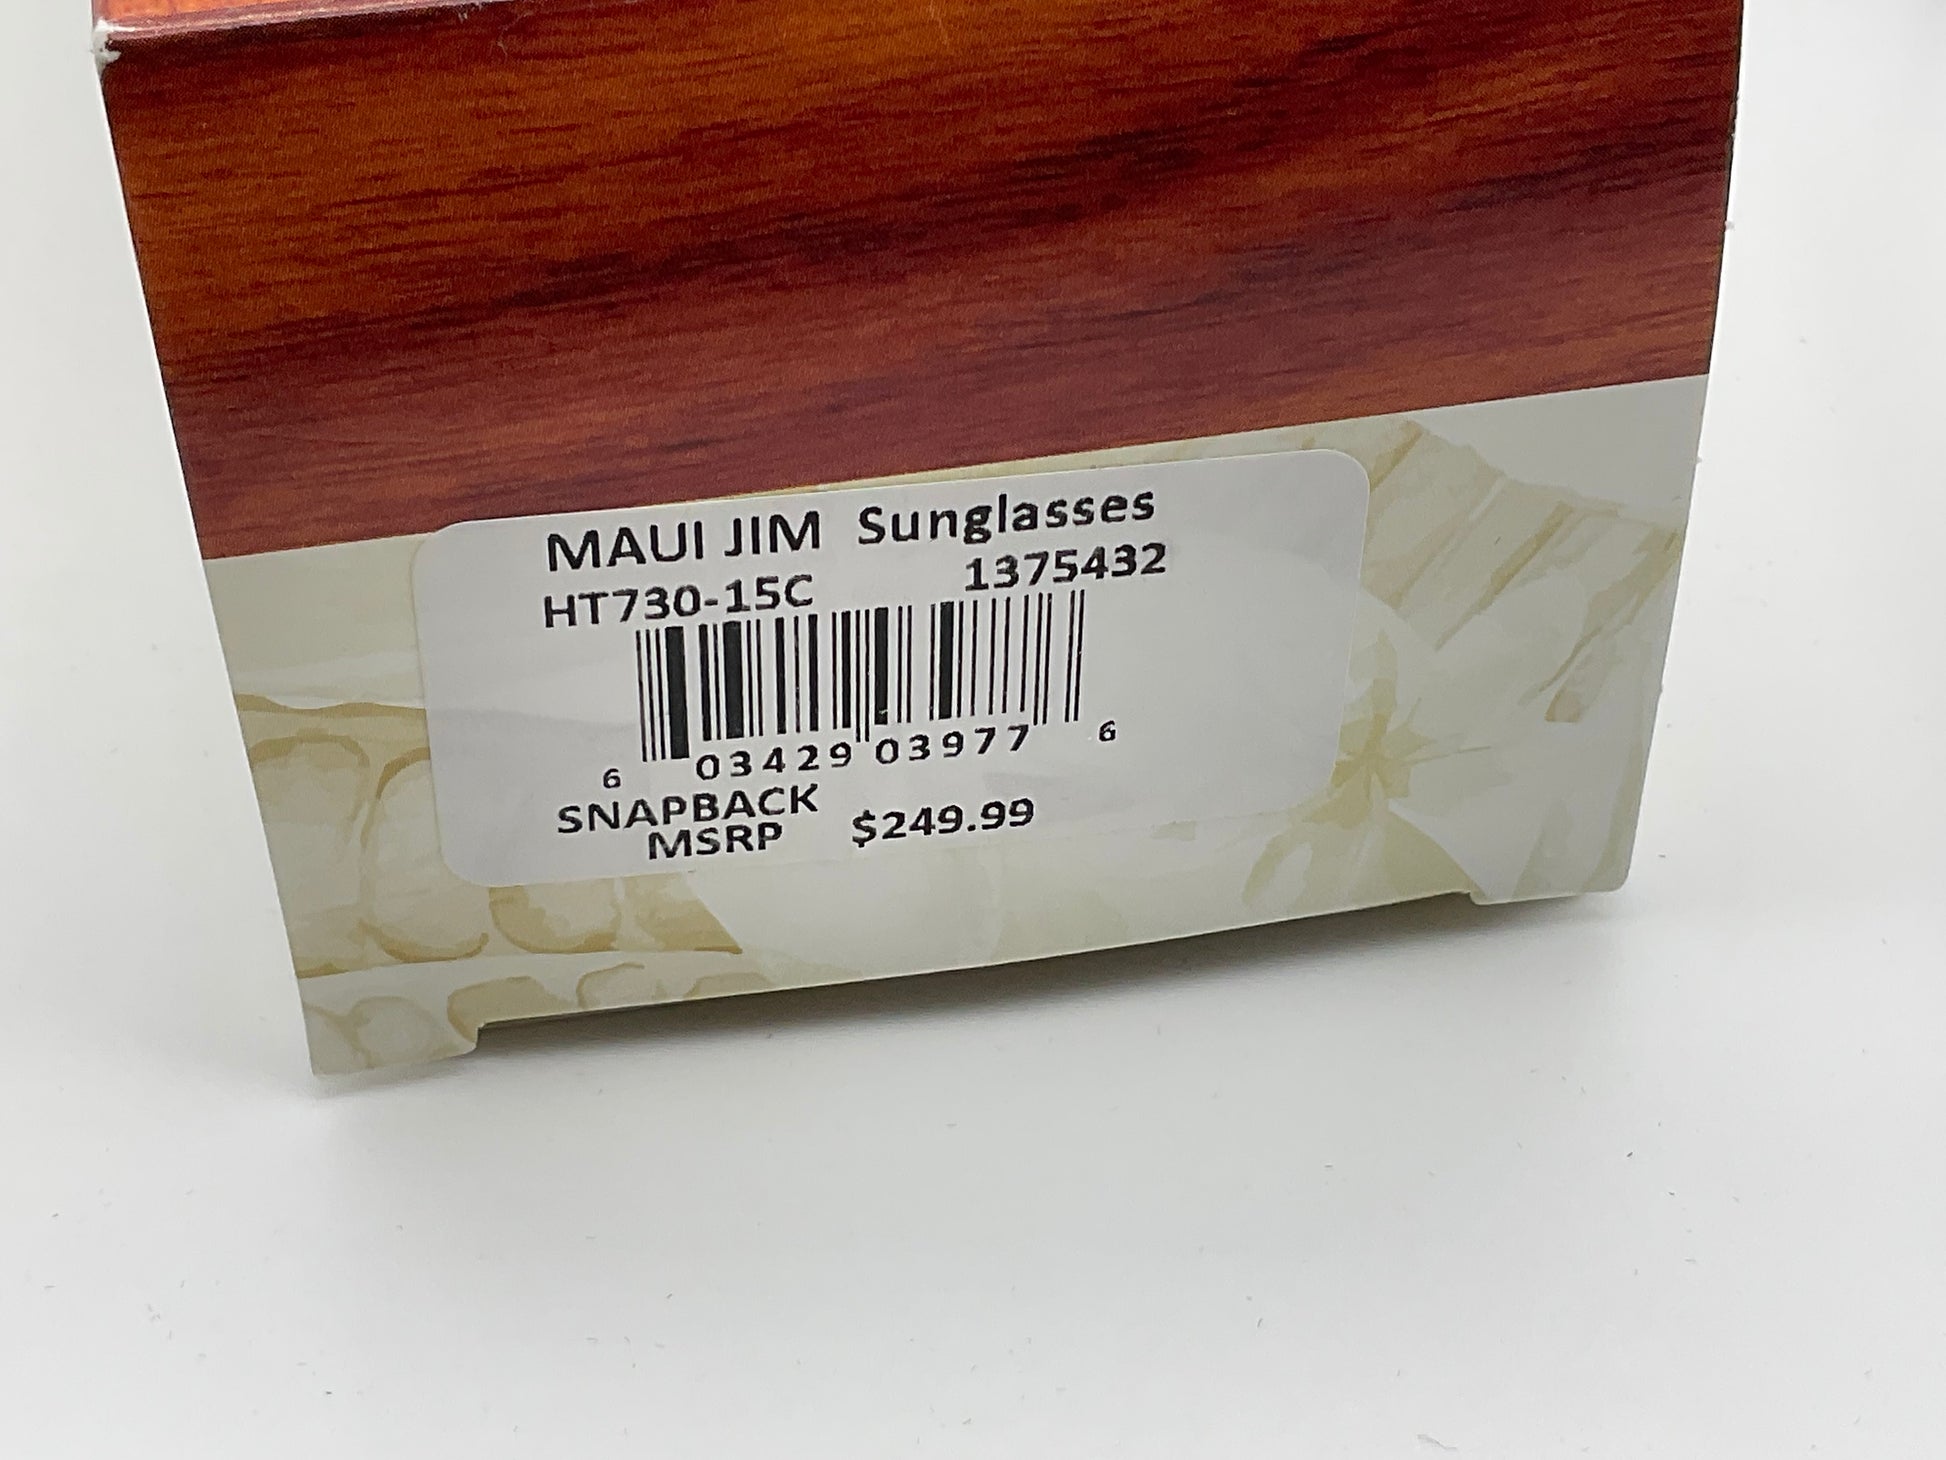 MAUI JIM Sunglasses
HT730-15C 1375432
6 03429 03977 6
SNAPBACK
MSRP $249.99